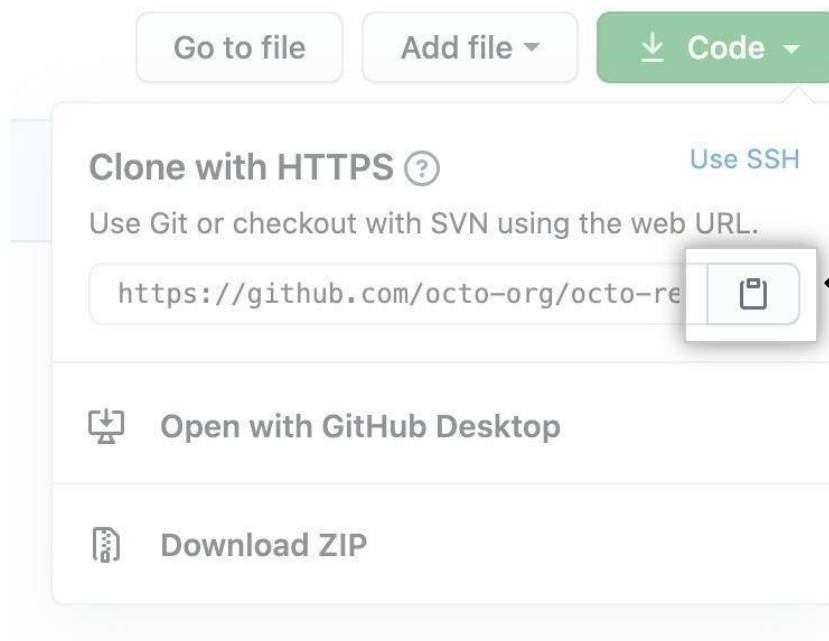 Go to file
Add file
Code
Clone with HTTPS ?
Use SSH
Use Git or checkout with SVN using the web URL.
https://github.com/octo-org/octo-re
Open with GitHub Desktop
Download ZIP